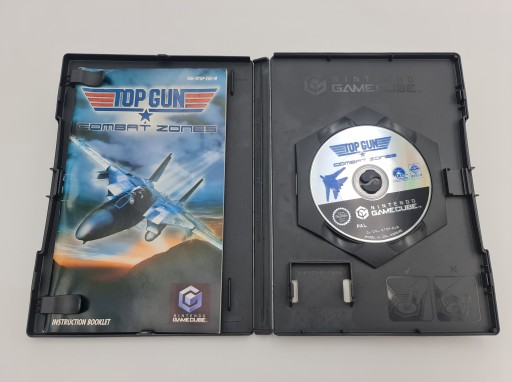 TOP GUN
COMBAT ZONES
NINTENDO
GAMECUBE
INSTRUCTION BOOKLET
NINTENDO
GAMECUBE
TOP GUN
COMBAT ZONES
NINTENDO
GAMECUBE
PAL